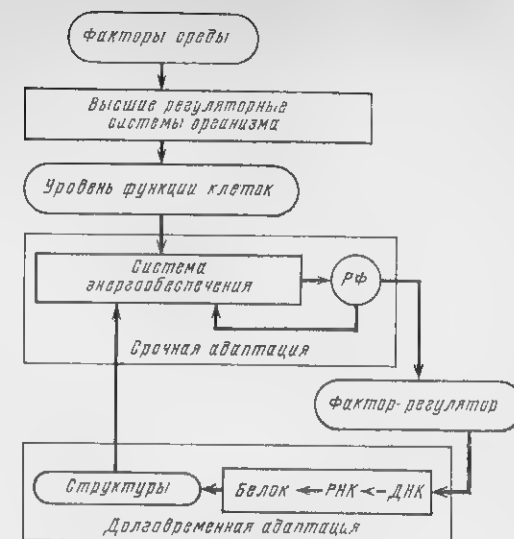 Факторы среды
Высшие регуляторные
системы организма
Уровень функции клеток
Система
энергообеспечения
РФ
Срочная адаптация
Фактор-регулятор
Структуры
Белок РНК ДНК
Долговременная адаптация